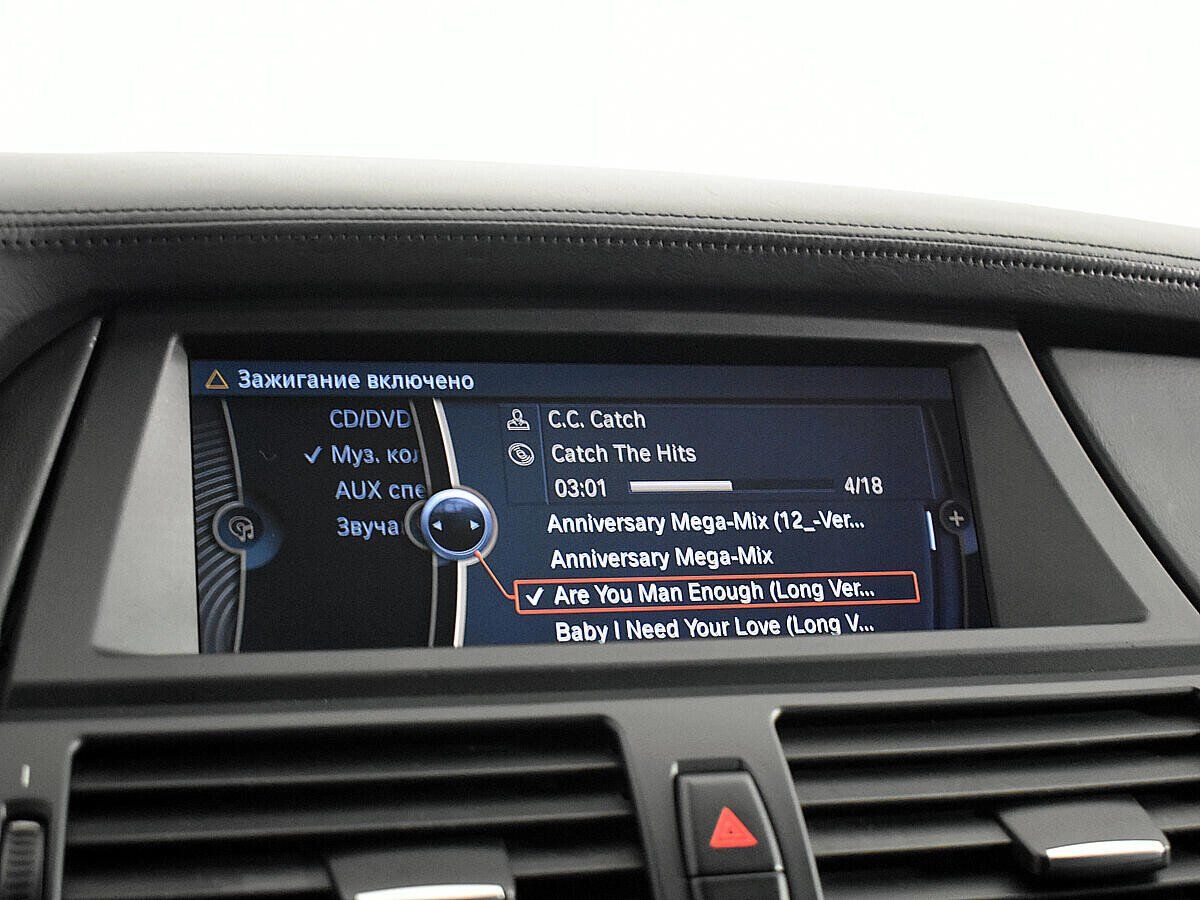 Зажигание включено
CD/DVD
Муз. кол
AUX спе
Звуча
C.C. Catch
Catch The Hits
03:01 4/18
Anniversary Mega-Mix (12_-Ver...
Anniversary Mega-Mix
Are You Man Enough (Long Ver...
Baby I Need Your Love (Long V...